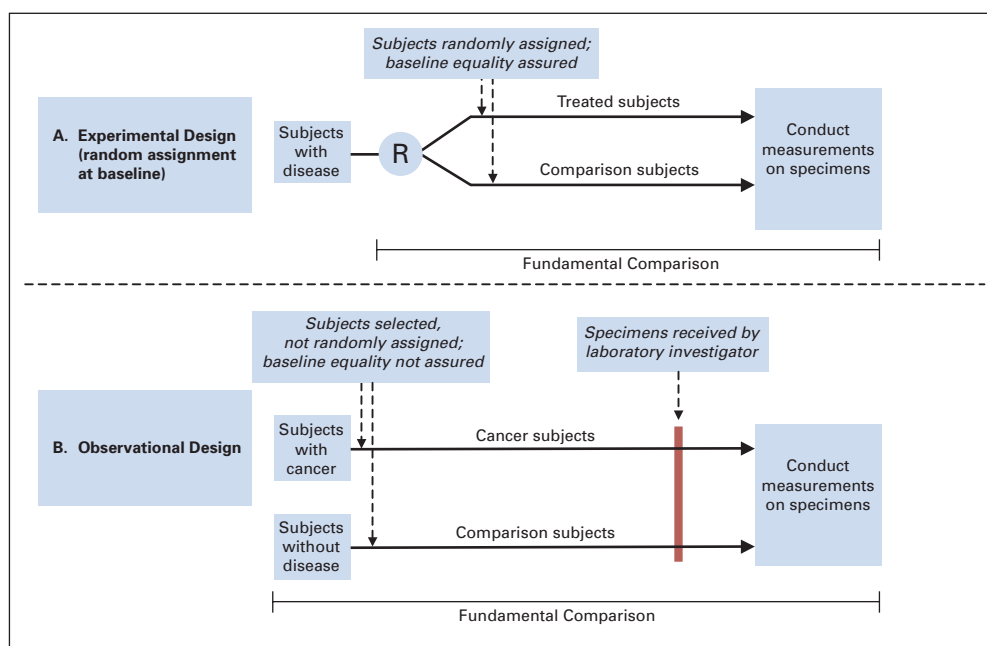 Subjects randomly assigned;
baseline equality assured
A. Experimental Design
(random assignment
at baseline)
Subjects
with
disease
R
Treated subjects
Comparison subjects
Conduct
measurements
on specimens
Fundamental Comparison
Subjects selected,
not randomly assigned;
baseline equality not assured
Specimens received by
laboratory investigator
B. Observational Design
Subjects
with
cancer
Cancer subjects
Subjects
without
disease
Comparison subjects
Conduct
measurements
on specimens
Fundamental Comparison